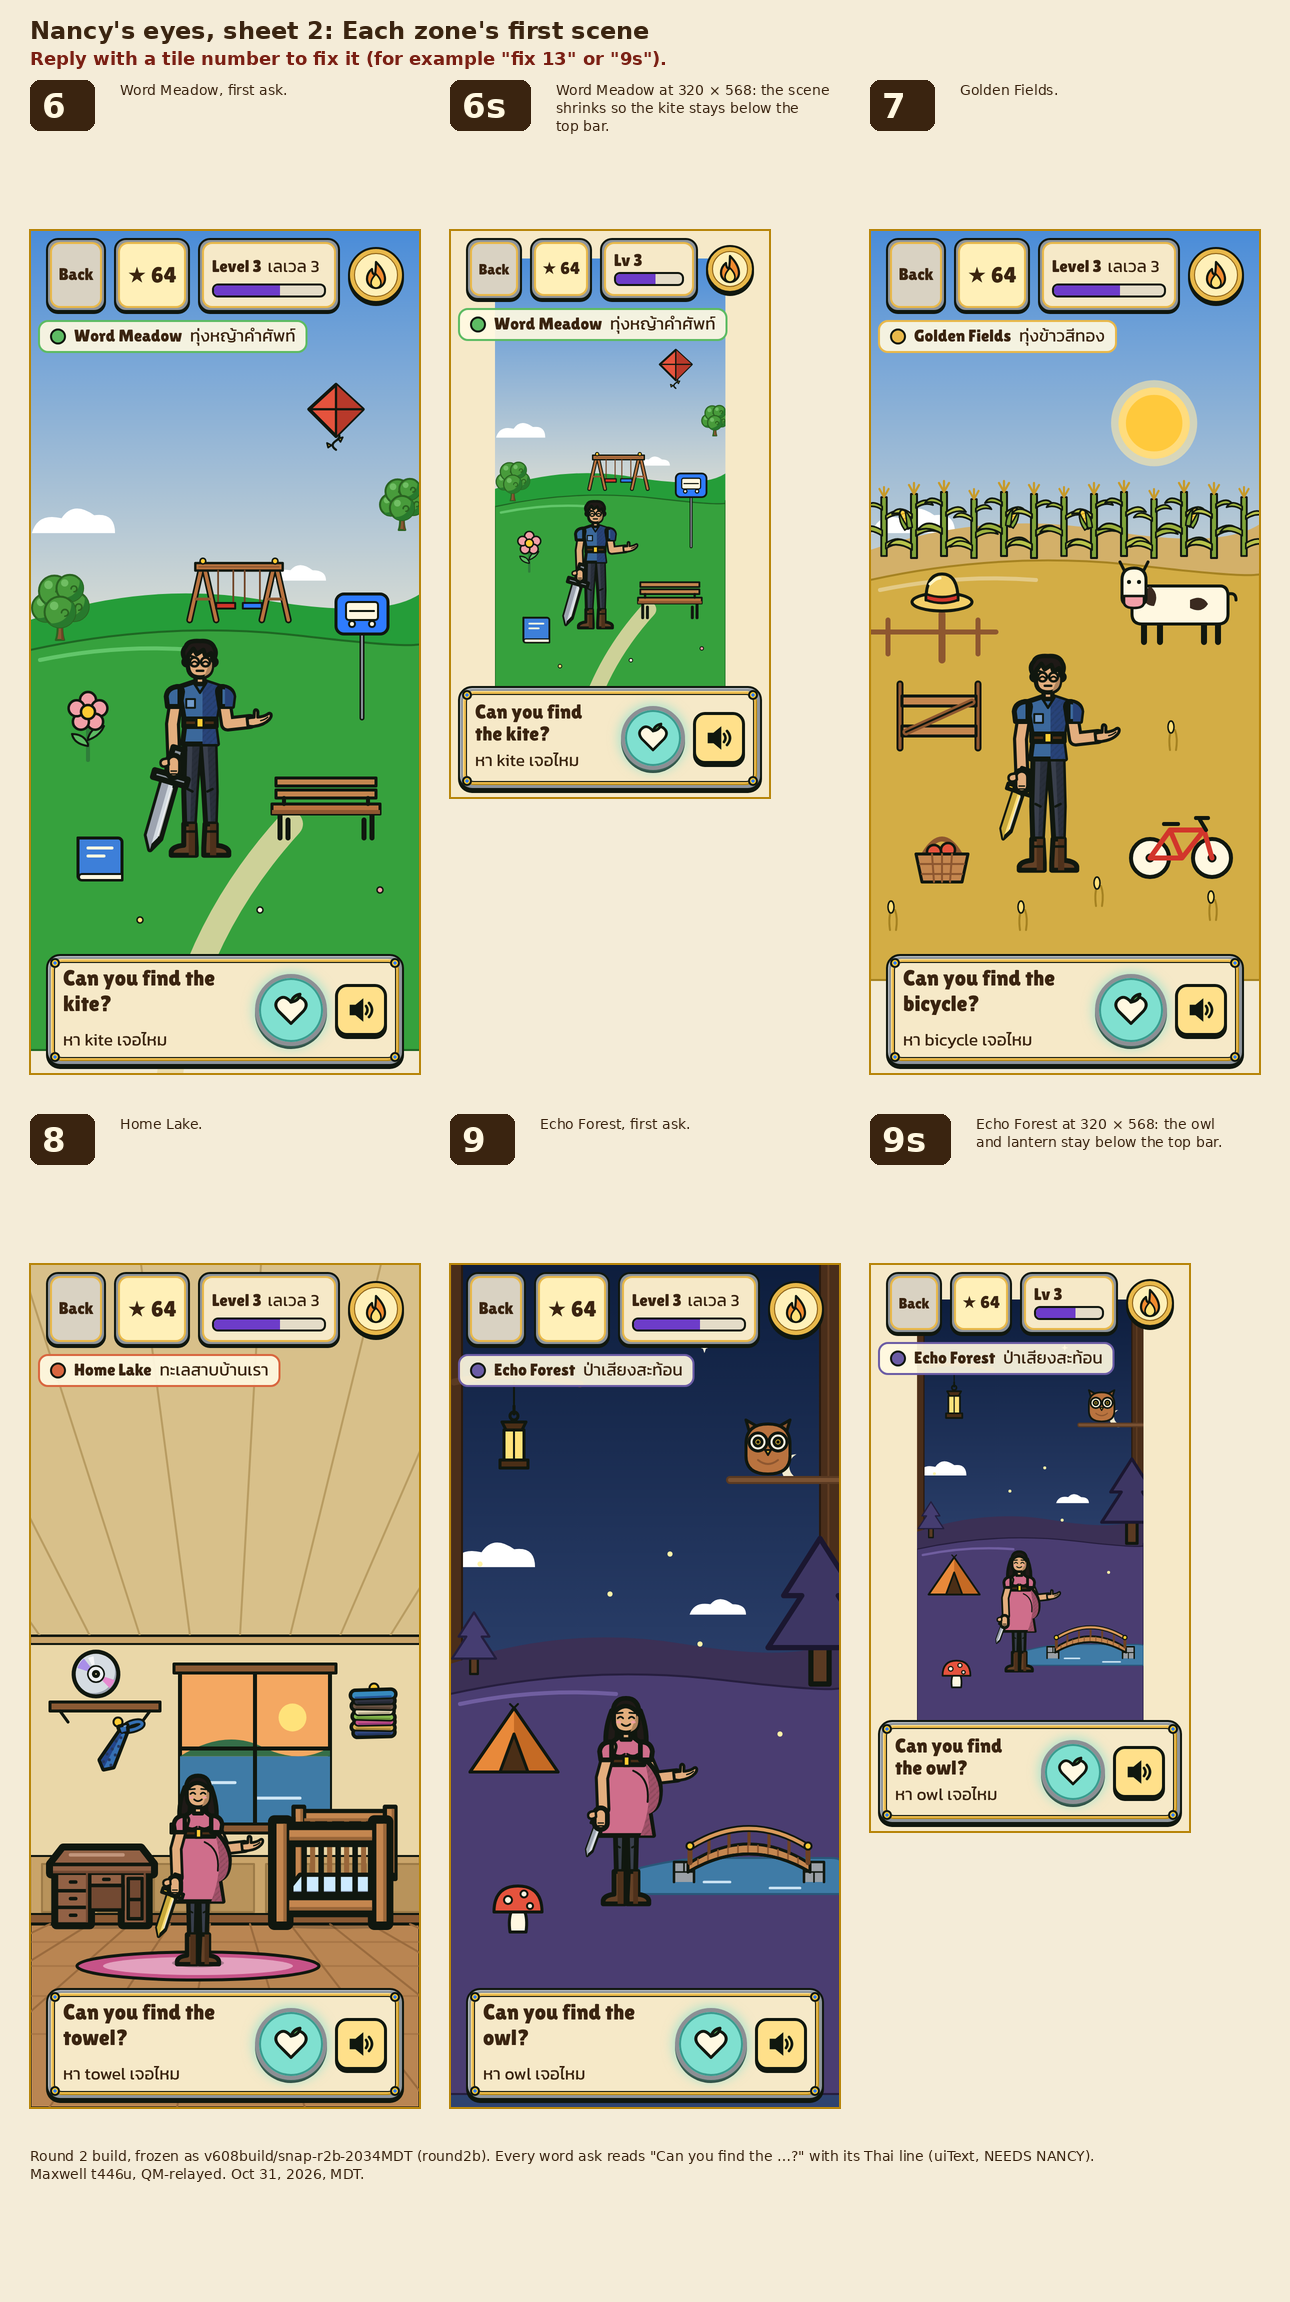 Nancy's eyes, sheet 2: Each zone's first scene
Reply with a tile number to fix it (for example "fix 13" or "9s").
6
Word Meadow, first ask.
6s
Word Meadow at 320 × 568: the scene
shrinks so the kite stays below the
top bar.
7
Golden Fields.
Back
★ 64
Level 3 เลเวล 3
Word Meadow ทุ่งหญ้าคำศัพท์
Can you find the
kite?
หา kite เจอไหม
Back
★ 64
Lv 3
Word Meadow ทุ่งหญ้าคำศัพท์
Can you find
the kite?
หา kite เจอไหม
Back
★ 64
Level 3 เลเวล 3
Golden Fields ทุ่งข้าวสีทอง
Can you find the
bicycle?
หา bicycle เจอไหม
8
Home Lake.
9
Echo Forest, first ask.
9s
Echo Forest at 320 × 568: the owl
and lantern stay below the top bar.
Back
★ 64
Level 3 เลเวล 3
Home Lake ทะเลสาบบ้านเรา
Can you find the
towel?
หา towel เจอไหม
Back
★ 64
Level 3 เลเวล 3
Echo Forest ป่าเสียงสะท้อน
Can you find the
owl?
หา owl เจอไหม
Back
★ 64
Lv 3
Echo Forest ป่าเสียงสะท้อน
Can you find
the owl?
หา owl เจอไหม
Round 2 build, frozen as v608build/snap-r2b-2034MDT (round2b). Every word ask reads "Can you find the ...?" with its Thai line (uiText, NEEDS NANCY).
Maxwell t446u, QM-relayed. Oct 31, 2026, MDT.